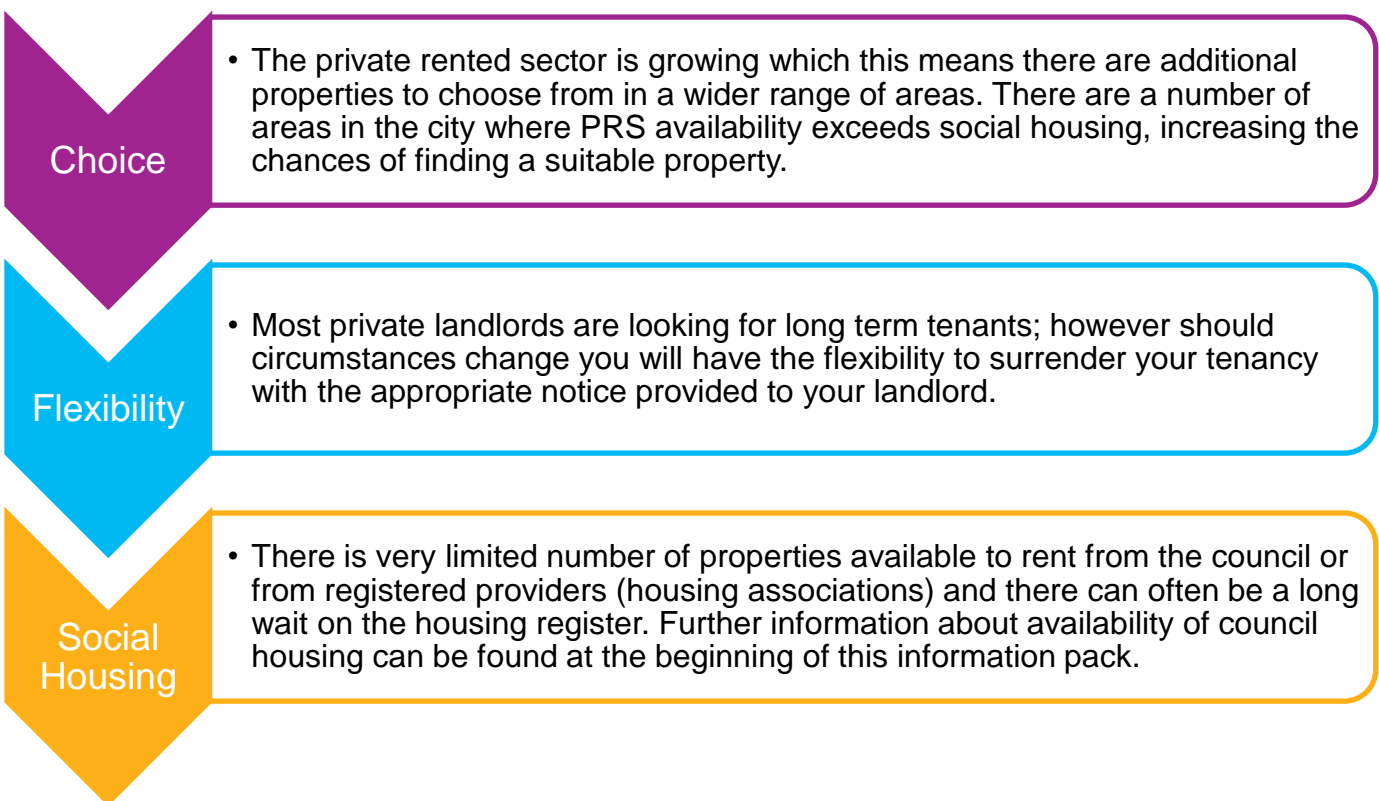 Choice
• The private rented sector is growing which this means there are additional
properties to choose from in a wider range of areas. There are a number of
areas in the city where PRS availability exceeds social housing, increasing the
chances of finding a suitable property.
Flexibility
• Most private landlords are looking for long term tenants; however should
circumstances change you will have the flexibility to surrender your tenancy
with the appropriate notice provided to your landlord.
Social
Housing
• There is very limited number of properties available to rent from the council or
from registered providers (housing associations) and there can often be a long
wait on the housing register. Further information about availability of council
housing can be found at the beginning of this information pack.